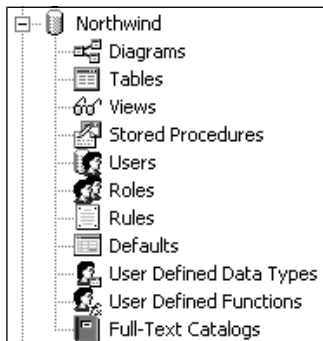 Northwind
Diagrams
Tables
Views
Stored Procedures
Users
Roles
Rules
Defaults
User Defined Data Types
User Defined Functions
Full-Text Catalogs